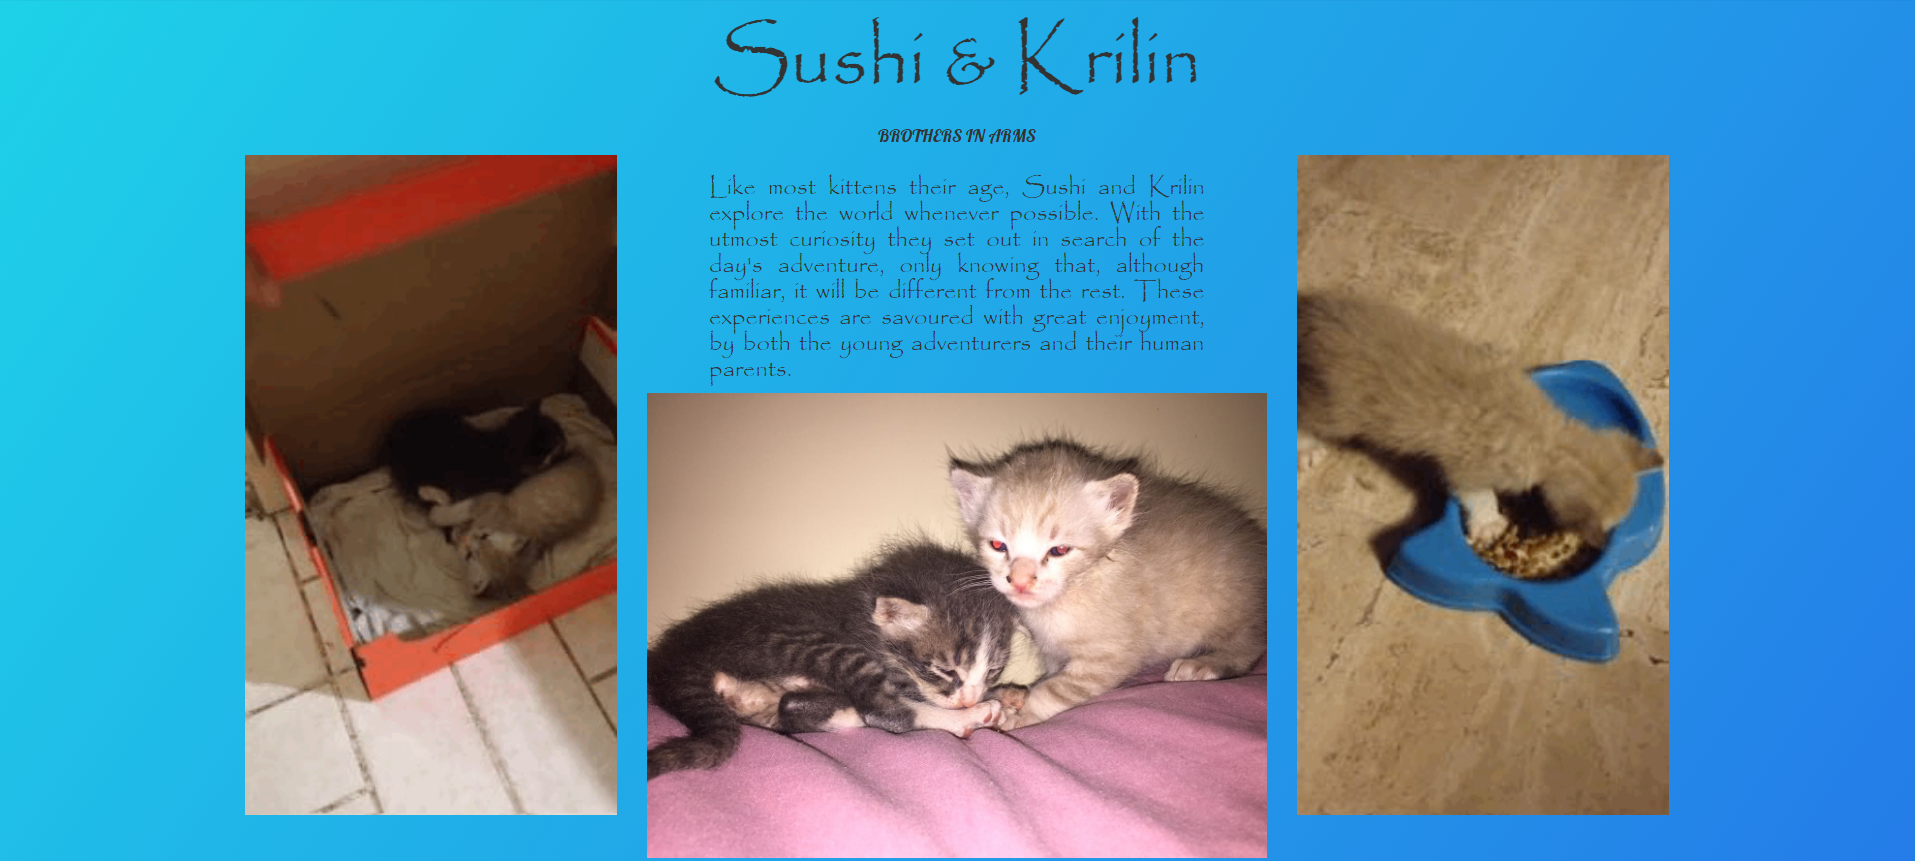 Sushi & Krilin
BROTHERS IN ARMS
Like most kittens their age, Sushi and Krilin
explore the world whenever possible. With the
utmost curiosity they set out in search of the
day's adventure, only knowing that, although
familiar, it will be different from the rest. These
experiences are savoured with great enjoyment,
by both the young adventurers and their human
parents.